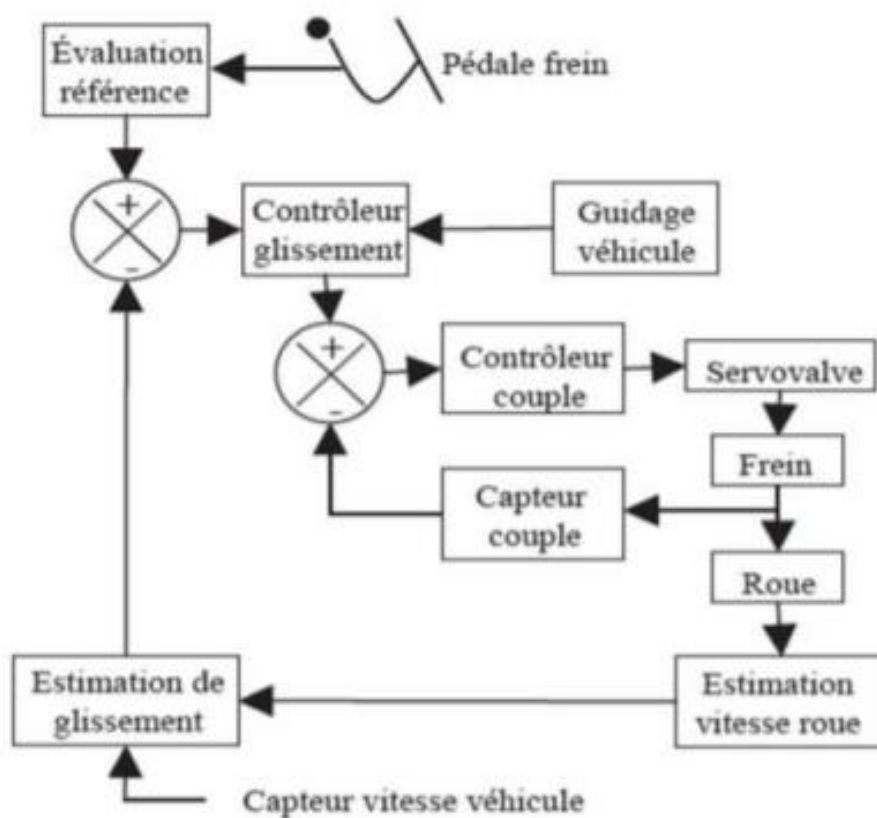 Évaluation
référence
Pédale frein
+
-
Contrôleur
glissement
Guidage
véhicule
+
-
Contrôleur
couple
Servovalve
Frein
Capteur
couple
Roue
Estimation de
glissement
Estimation
vitesse roue
Capteur vitesse véhicule